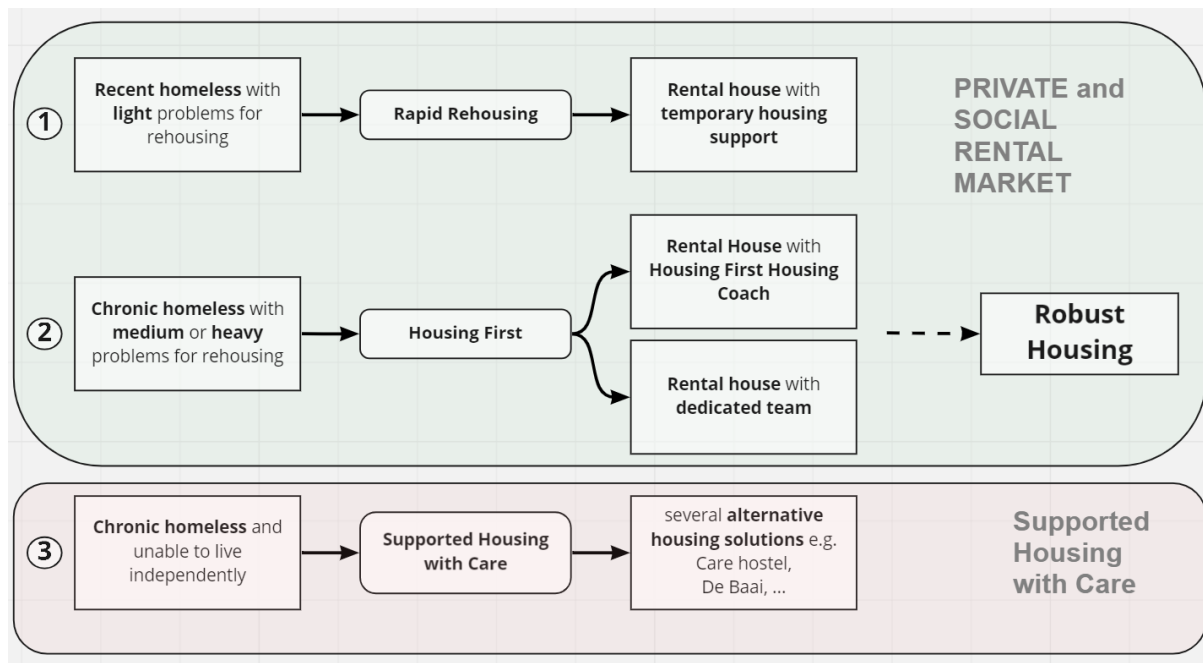 1
Recent homeless with
light problems for
rehousing
Rapid Rehousing
Rental house with
temporary housing
support
PRIVATE and
SOCIAL
RENTAL
MARKET
2
Chronic homeless with
medium or heavy
problems for rehousing
Housing First
Rental House with
Housing First Housing
Coach
Rental house with
dedicated team
Robust
Housing
3
Chronic homeless and
unable to live
independently
Supported Housing
with Care
several alternative
housing solutions e.g.
Care hostel,
De Baai, ...
Supported
Housing
with Care